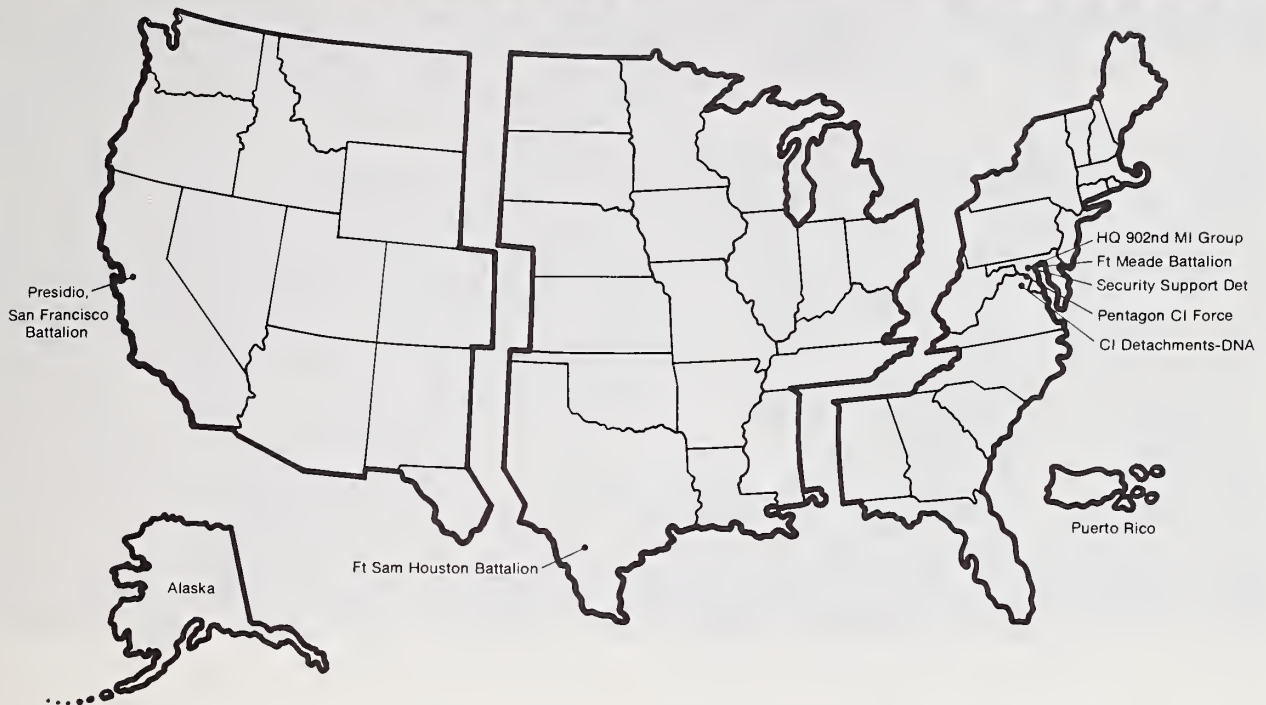 HQ 902nd MI Group
Ft Meade Battalion
Security Support Det
Pentagon CI Force
CI Detachments-DNA
Presidio,
San Francisco
Battalion
Puerto Rico
Ft Sam Houston Battalion
Alaska